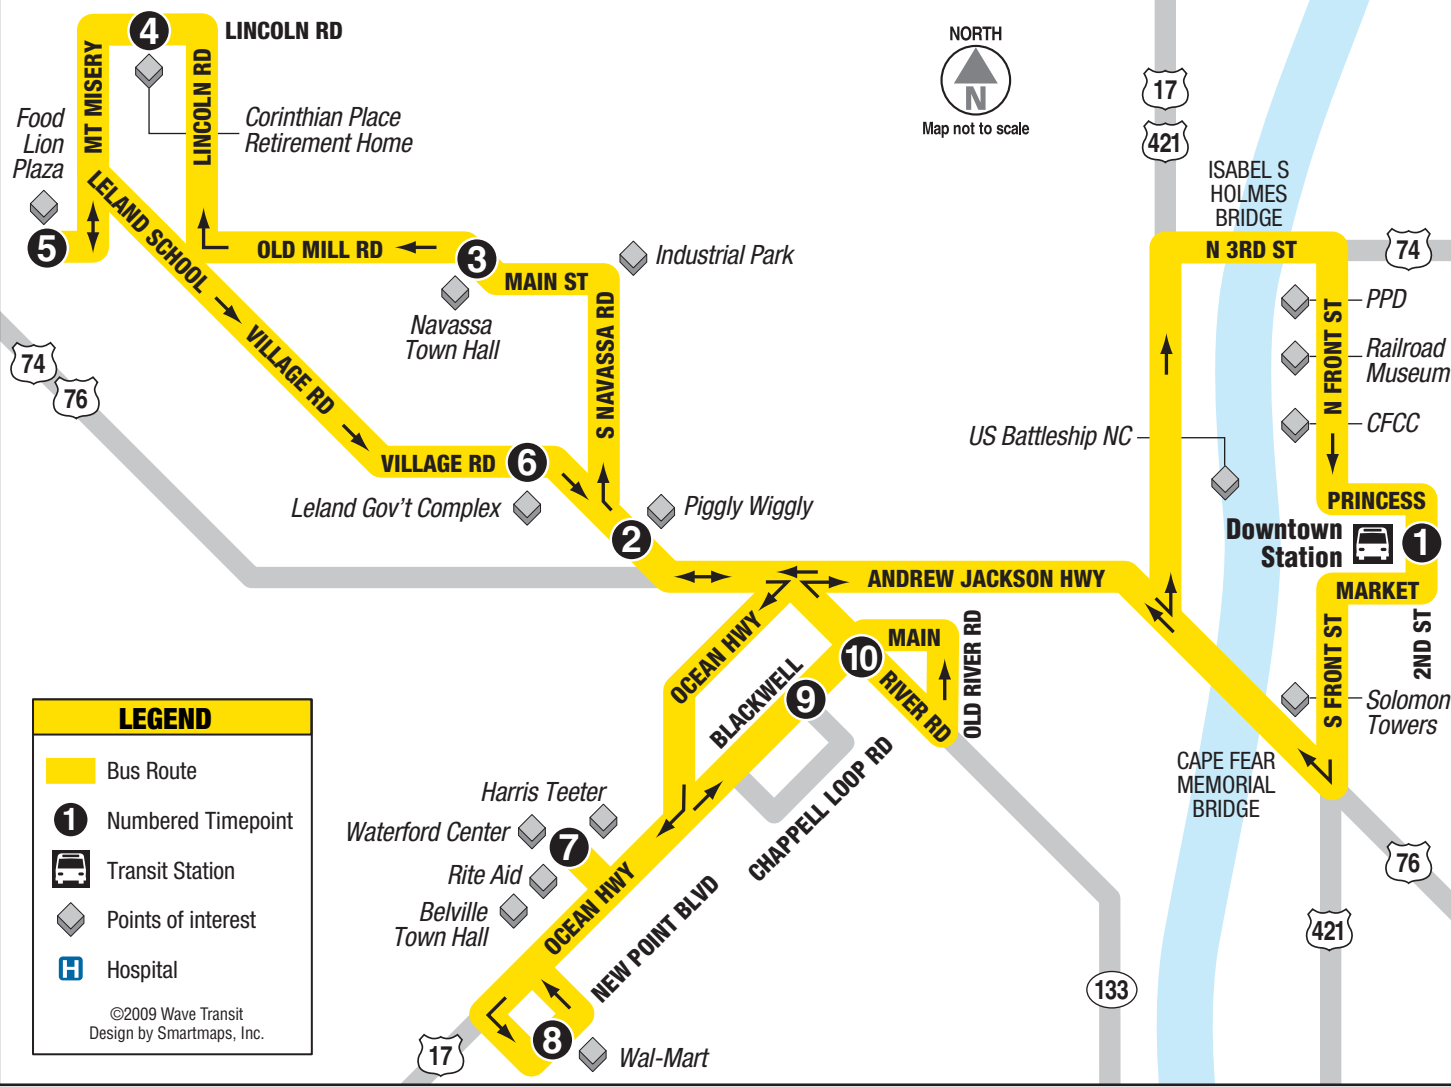 4
LINCOLN RD
MT MISERY
LINCOLN RD
Food
Lion
Plaza
Corinthian Place
Retirement Home
5
LELAND SCHOOL
OLD MILL RD
3
MAIN ST
Industrial Park
Navassa
Town Hall
S NAVASSA RD
VILLAGE RD
74
76
VILLAGE RD
6
Leland Gov't Complex
2
Piggly Wiggly
NORTH
N
Map not to scale
17
421
ISABEL S
HOLMES
BRIDGE
N 3RD ST
74
PPD
Railroad
Museum
N FRONT ST
CFCC
US Battleship NC
PRINCESS
Downtown
Station
1
MARKET
2ND ST
S FRONT ST
Solomon
Towers
ANDREW JACKSON HWY
OCEAN HWY
MAIN
10
RIVER RD
OLD RIVER RD
BLACKWELL
9
CHAPPELL LOOP RD
CAPE FEAR
MEMORIAL
BRIDGE
76
421
133
Harris Teeter
Waterford Center
7
Rite Aid
Belville
Town Hall
OCEAN HWY
NEW POINT BLVD
8
Wal-Mart
17
LEGEND
Bus Route
1
Numbered Timepoint
Transit Station
Points of interest
H
Hospital
©2009 Wave Transit
Design by Smartmaps, Inc.